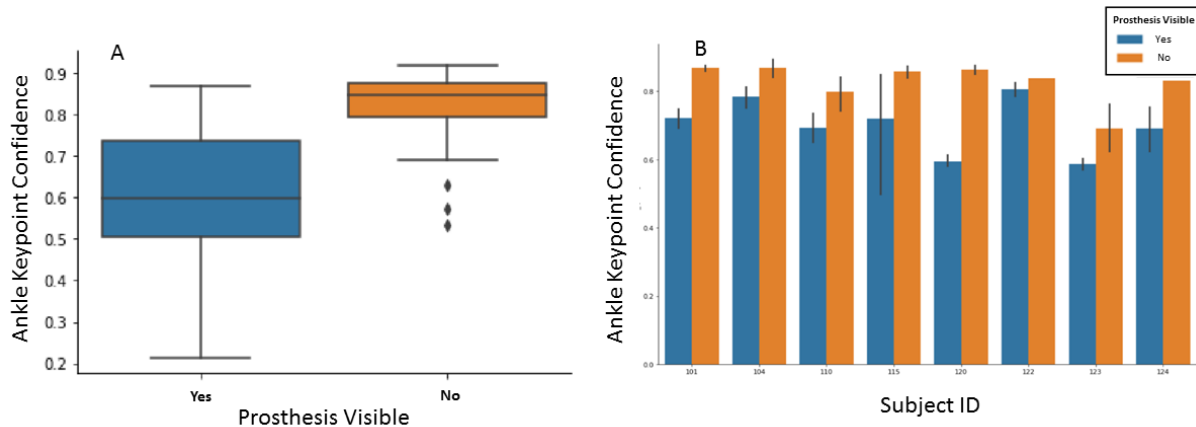 A
Ankle Keypoint Confidence
0.9
0.8
0.7
0.6
0.5
0.4
0.3
0.2
Yes
No
Prosthesis Visible
B
Prosthesis Visible
Yes
No
Ankle Keypoint Confidence
0.8
0.6
0.4
0.2
0.0
101 104 110 115 120 122 123 124
Subject ID